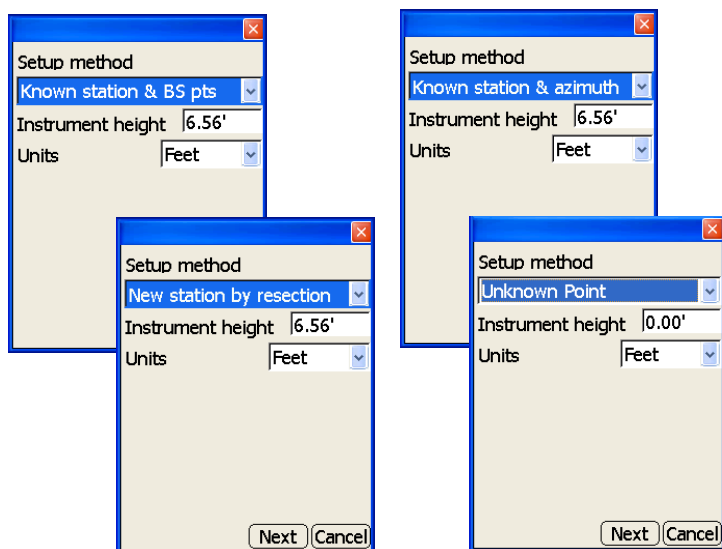 Setup method
Known station & BS pts
Instrument height 6.56'
Units Feet
Setup method
Known station & azimuth
Instrument height 6.56'
Units Feet
Setup method
New station by resection
Instrument height 6.56'
Units Feet
Next Cancel
Setup method
Unknown Point
Instrument height 0.00'
Units Feet
Next Cancel